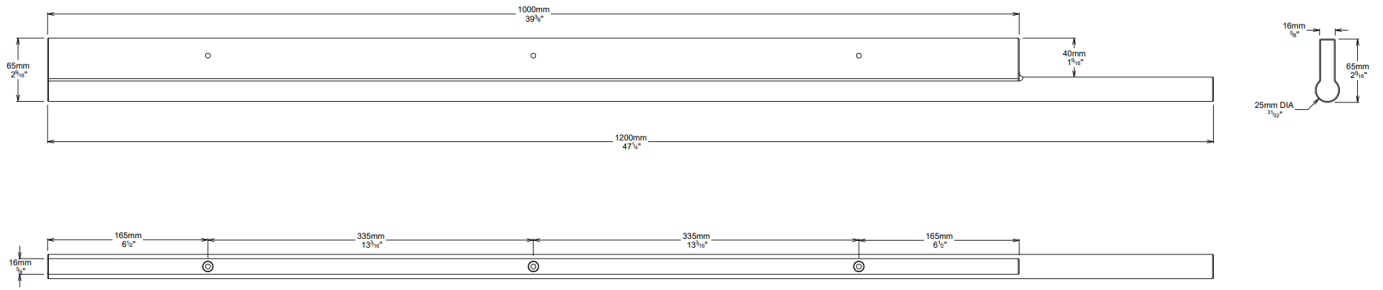 1000mm
39⅜"
16mm
⅝"
65mm
2⁹⁄₁₆"
40mm
1⁹⁄₁₆"
65mm
2⁹⁄₁₆"
25mm DIA
³¹⁄₃₂"
1200mm
47¼"
165mm
6½"
335mm
13³⁄₁₆"
335mm
13³⁄₁₆"
165mm
6½"
16mm
⅝"